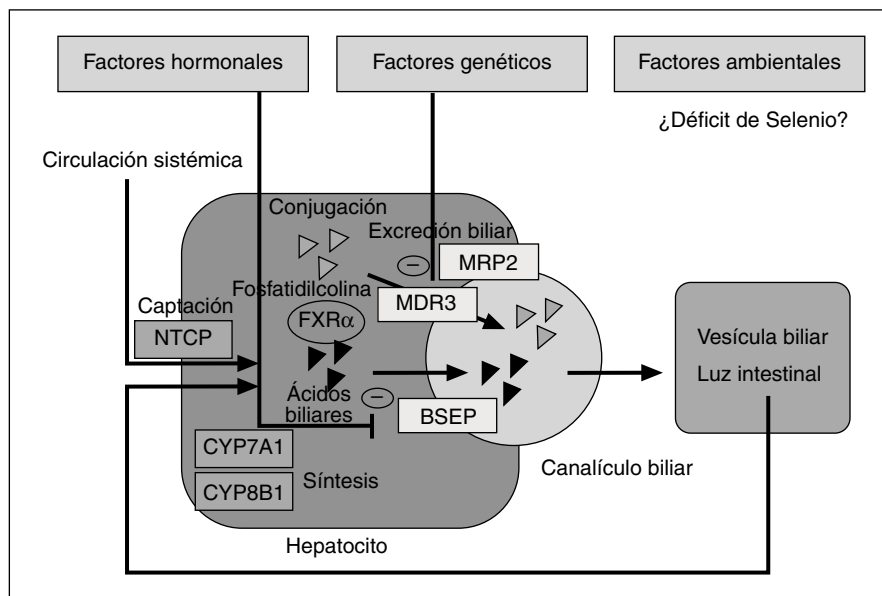 Factores hormonales
Factores genéticos
Factores ambientales
¿Déficit de Selenio?
Circulación sistémica
Conjugación
Excreción biliar
−
MRP2
Fosfatidilcolina
MDR3
Captación
FXRα
NTCP
Vesícula biliar
Luz intestinal
Ácidos
biliares
−
BSEP
CYP7A1
Canalículo biliar
Síntesis
CYP8B1
Hepatocito